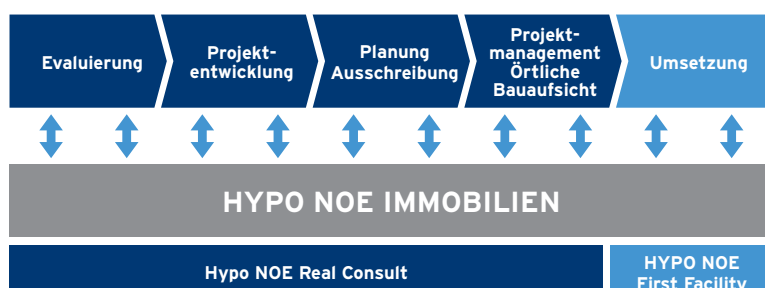 Evaluierung
Projekt-
entwicklung
Planung
Ausschreibung
Projekt-
management
Örtliche
Bauaufsicht
Umsetzung
HYPO NOE IMMOBILIEN
Hypo NOE Real Consult
HYPO NOE
First Facility